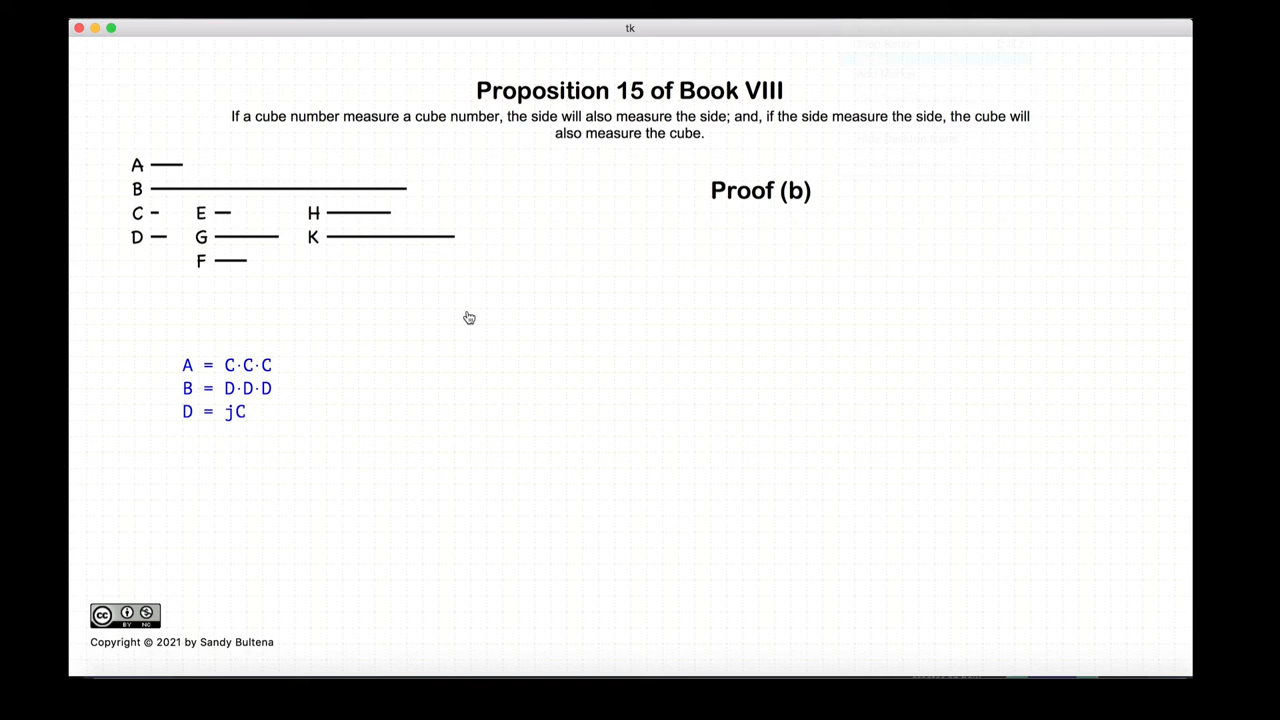 tk
Proposition 15 of Book VIII
If a cube number measure a cube number, the side will also measure the side; and, if the side measure the side, the cube will
also measure the cube.
A
B
C E H
D G K
F
Proof (b)
A = C·C·C
B = D·D·D
D = jC
cc BY NC
Copyright © 2021 by Sandy Bultena